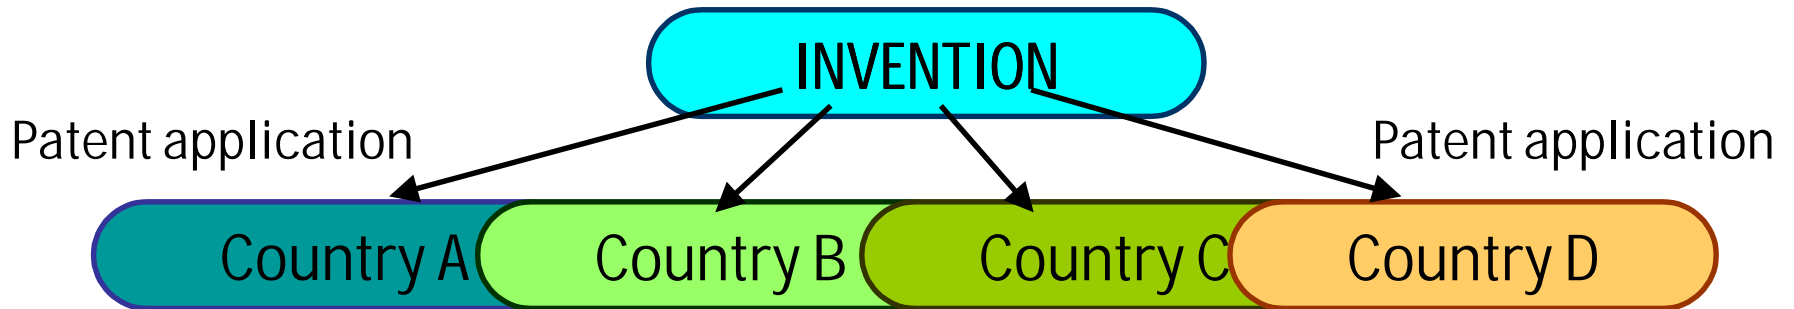 INVENTION
Patent application
Patent application
Country A
Country B
Country C
Country D